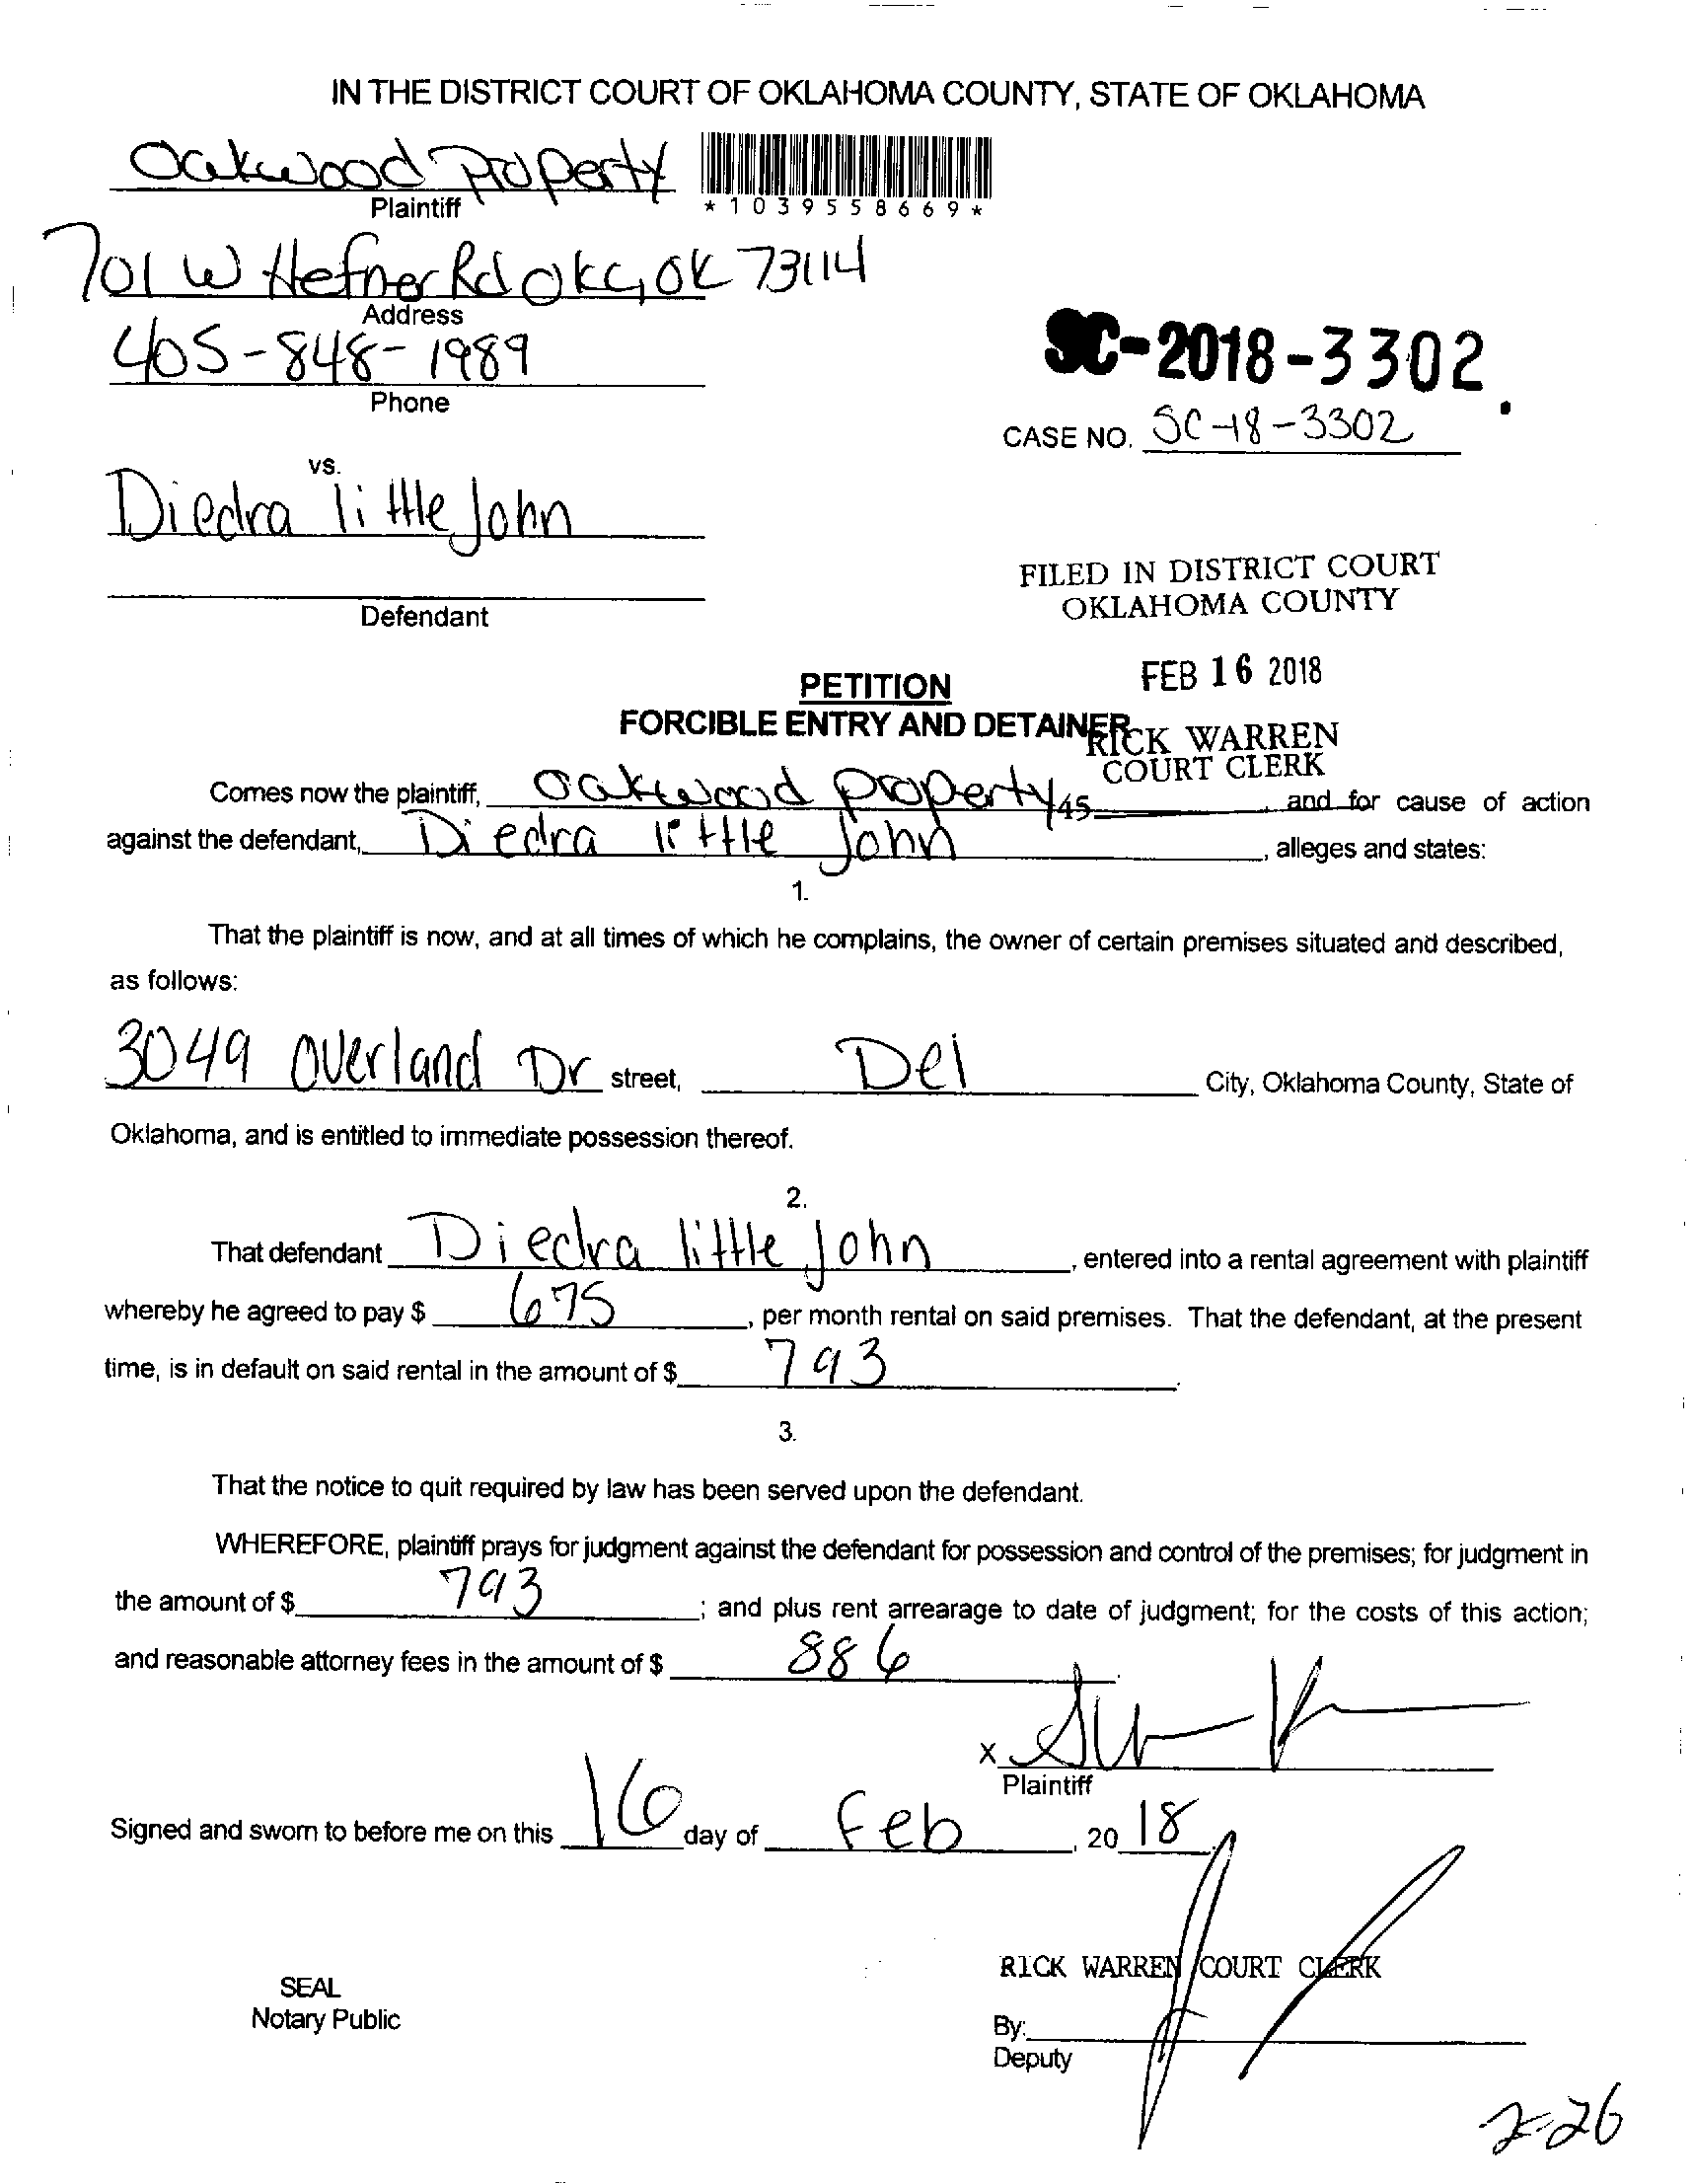 IN THE DISTRICT COURT OF OKLAHOMA COUNTY, STATE OF OKLAHOMA
Oakwood Property
Plaintiff
*1039558669*
701 W Hefner Rd OKC, OK 73114
Address
405-848-1989
Phone
SC-2018-3302.
CASE NO. SC-18-3302
vs.
Diedra little John
Defendant
FILED IN DISTRICT COURT
OKLAHOMA COUNTY
FEB 16 2018
RICK WARREN
COURT CLERK
PETITION
FORCIBLE ENTRY AND DETAINER
Comes now the plaintiff, Oakwood Property 45 and for cause of action
against the defendant, Diedra little John, alleges and states:
1.
That the plaintiff is now, and at all times of which he complains, the owner of certain premises situated and described,
as follows:
3049 Overland Dr street, Del City, Oklahoma County, State of
Oklahoma, and is entitled to immediate possession thereof.
2.
That defendant Diedra little John, entered into a rental agreement with plaintiff
whereby he agreed to pay $ 675, per month rental on said premises. That the defendant, at the present
time, is in default on said rental in the amount of $ 793.
3.
That the notice to quit required by law has been served upon the defendant.
WHEREFORE, plaintiff prays for judgment against the defendant for possession and control of the premises; for judgment in
the amount of $ 793; and plus rent arrearage to date of judgment; for the costs of this action;
and reasonable attorney fees in the amount of $ 886
X
Plaintiff
Signed and sworn to before me on this 16 day of Feb, 20 18.
RICK WARREN COURT CLERK
SEAL
Notary Public
By:
Deputy
2-26